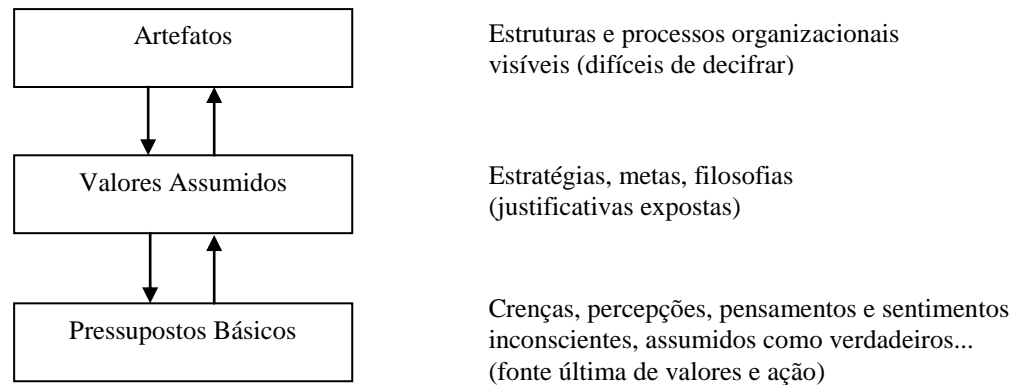 Artefatos
Estruturas e processos organizacionais
visíveis (difíceis de decifrar)
Valores Assumidos
Estratégias, metas, filosofias
(justificativas expostas)
Pressupostos Básicos
Crenças, percepções, pensamentos e sentimentos
inconscientes, assumidos como verdadeiros...
(fonte última de valores e ação)